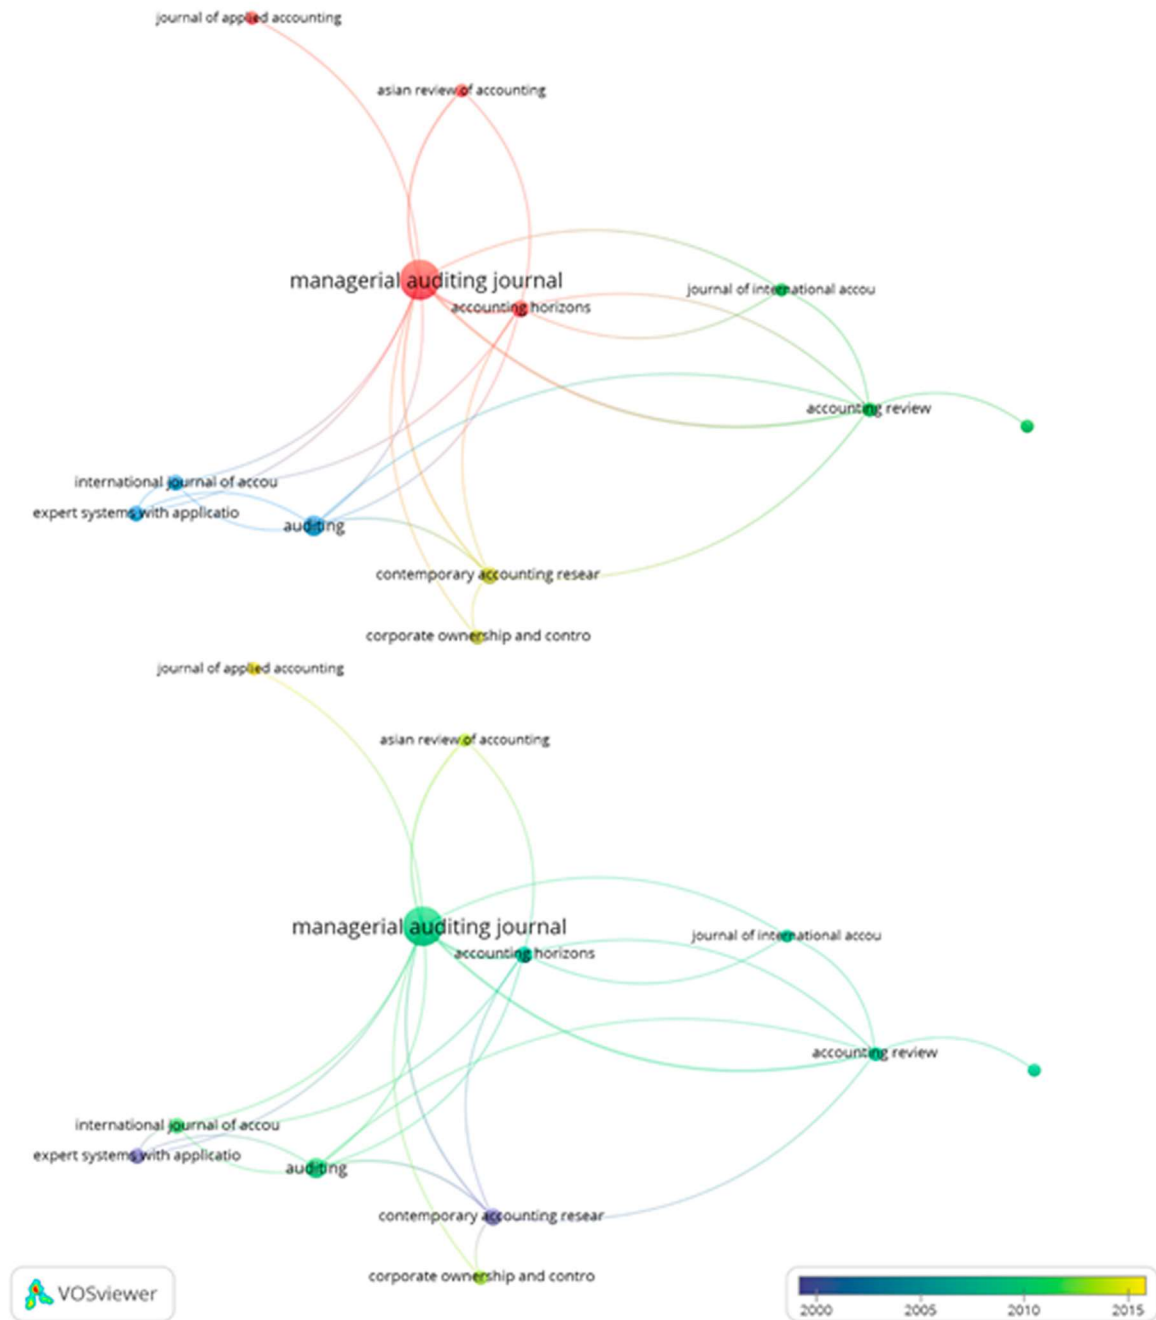 journal of applied accounting
asian review of accounting
managerial auditing journal
accounting horizons
journal of international accou
accounting review
international journal of accou
expert systems with applicatio
auditing
contemporary accounting resear
corporate ownership and contro
journal of applied accounting
asian review of accounting
managerial auditing journal
accounting horizons
journal of international accou
accounting review
international journal of accou
expert systems with applicatio
auditing
contemporary accounting resear
corporate ownership and contro
VOSviewer
2000 2005 2010 2015